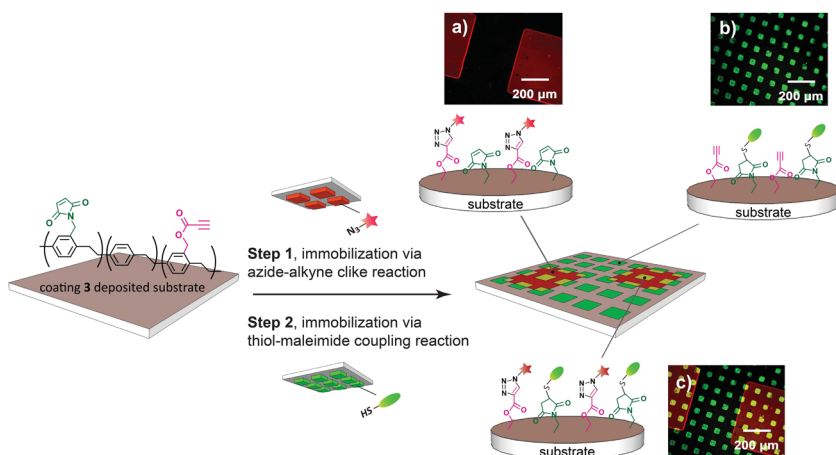 a)
200 µm
b)
200 µm
N
N
N
O
O
O
N
O
N
N
N
O
O
O
N
O
substrate
O
O
S
O
N
O
O
O
S
O
N
O
substrate
O
N
O
O
O
coating 3 deposited substrate
N₃
Step 1, immobilization via
azide-alkyne clike reaction
Step 2, immobilization via
thiol-maleimide coupling reaction
HS
N
N
N
O
O
S
O
N
O
N
N
N
O
O
S
O
N
O
substrate
c)
200 µm